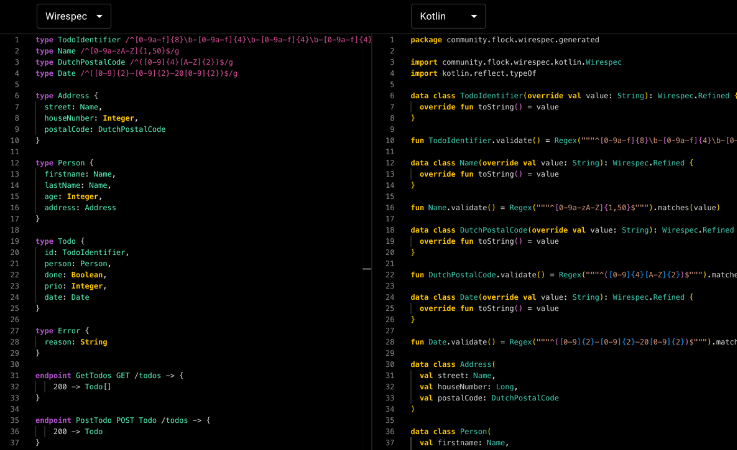 Wirespec
1 type TodoIdentifier /^[0-9a-f]{8}\b-[0-9a-f]{4}\b-[0-9a-f]{4}\b-[0-9a-f]{4}
2 type Name /^[0-9a-zA-Z]{1,50}$/g
3 type DutchPostalCode /^([0-9]{4}[A-Z]{2})$/g
4 type Date /^([0-9]{2}-[0-9]{2}-20[0-9]{2})$/g
5
6 type Address {
7 street: Name,
8 houseNumber: Integer,
9 postalCode: DutchPostalCode
10 }
11
12 type Person {
13 firstname: Name,
14 lastName: Name,
15 age: Integer,
16 address: Address
17 }
18
19 type Todo {
20 id: TodoIdentifier,
21 person: Person,
22 done: Boolean,
23 prio: Integer,
24 date: Date
25 }
26
27 type Error {
28 reason: String
29 }
30
31 endpoint GetTodos GET /todos -> {
32 200 -> Todo[]
33 }
34
35 endpoint PostTodo POST Todo /todos -> {
36 200 -> Todo
37 }
Kotlin
1 package community.flock.wirespec.generated
2
3 import community.flock.wirespec.kotlin.Wirespec
4 import kotlin.reflect.typeOf
5
6 data class TodoIdentifier(override val value: String): Wirespec.Refined {
7 override fun toString() = value
8 }
9
10 fun TodoIdentifier.validate() = Regex("""^[0-9a-f]{8}\b-[0-9a-f]{4}\b-[0-
11
12 data class Name(override val value: String): Wirespec.Refined {
13 override fun toString() = value
14 }
15
16 fun Name.validate() = Regex("""^[0-9a-zA-Z]{1,50}$""").matches(value)
17
18 data class DutchPostalCode(override val value: String): Wirespec.Refined
19 override fun toString() = value
20 }
21
22 fun DutchPostalCode.validate() = Regex("""^([0-9]{4}[A-Z]{2})$""").matche
23
24 data class Date(override val value: String): Wirespec.Refined {
25 override fun toString() = value
26 }
27
28 fun Date.validate() = Regex("""^([0-9]{2}-[0-9]{2}-20[0-9]{2})$""").match
29
30 data class Address(
31 val street: Name,
32 val houseNumber: Long,
33 val postalCode: DutchPostalCode
34 )
35
36 data class Person(
37 val firstname: Name,